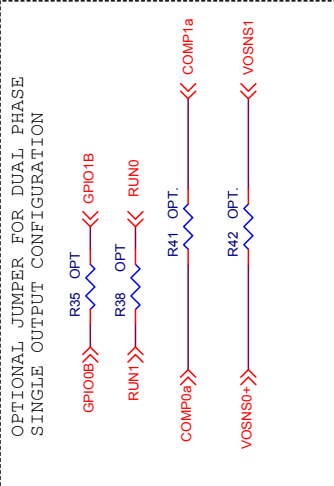 OPTIONAL JUMPER FOR DUAL PHASE
SINGLE OUTPUT CONFIGURATION
GPIO0B R35 OPT GPIO1B
RUN1 R38 OPT RUN0
COMP0a R41 OPT. COMP1a
VOSNS0+ R42 OPT. VOSNS1